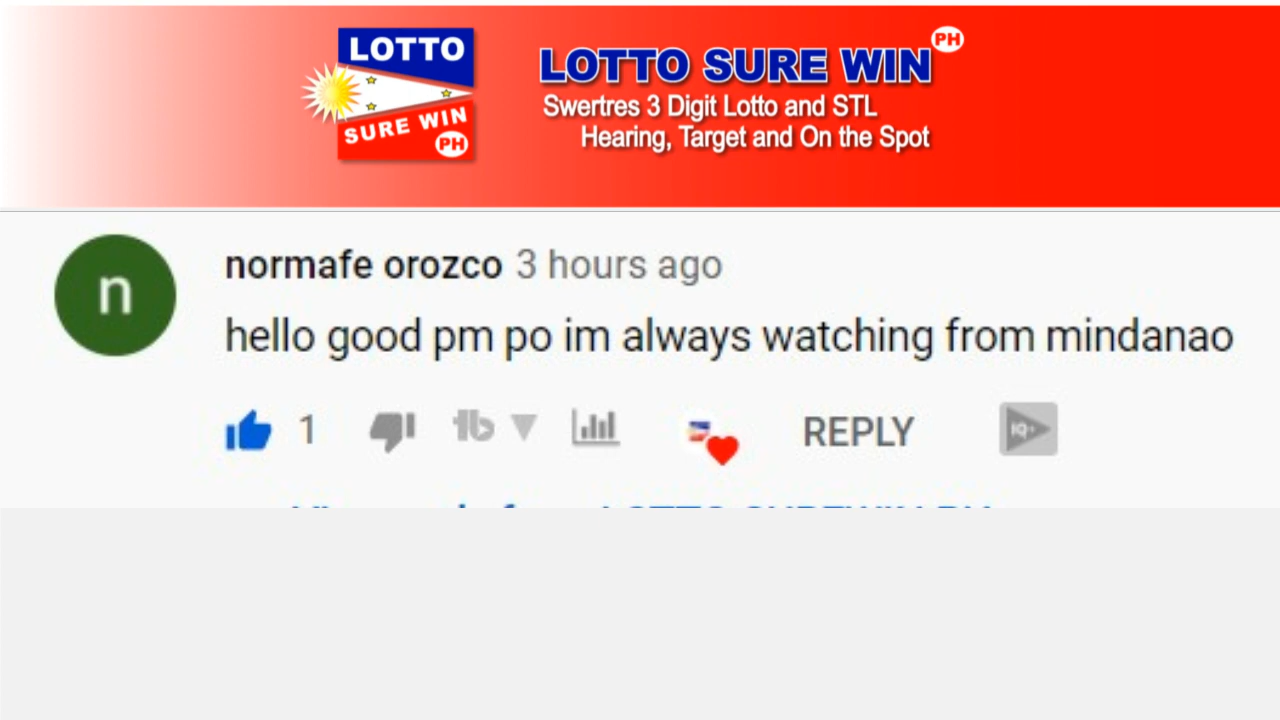 LOTTO
SURE WIN
PH
LOTTO SURE WIN PH
Swertres 3 Digit Lotto and STL
Hearing, Target and On the Spot
n
normafe orozco 3 hours ago
hello good pm po im always watching from mindanao
1
REPLY
IQ+